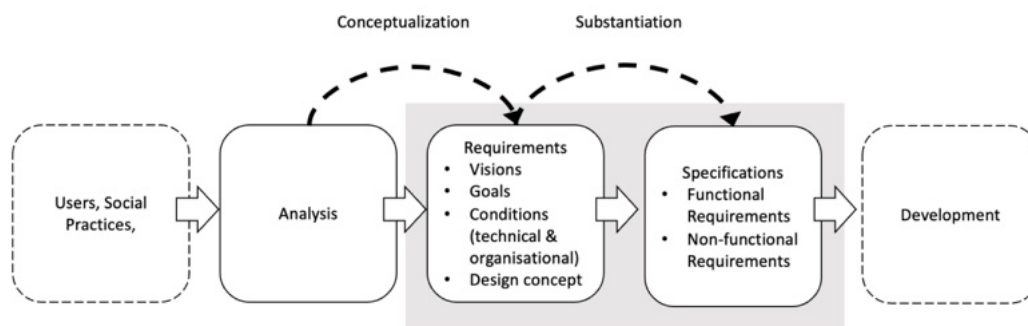 Conceptualization
Substantiation
Users, Social
Practices,
Analysis
Requirements
• Visions
• Goals
• Conditions
(technical &
organisational)
• Design concept
Specifications
• Functional
Requirements
• Non-functional
Requirements
Development